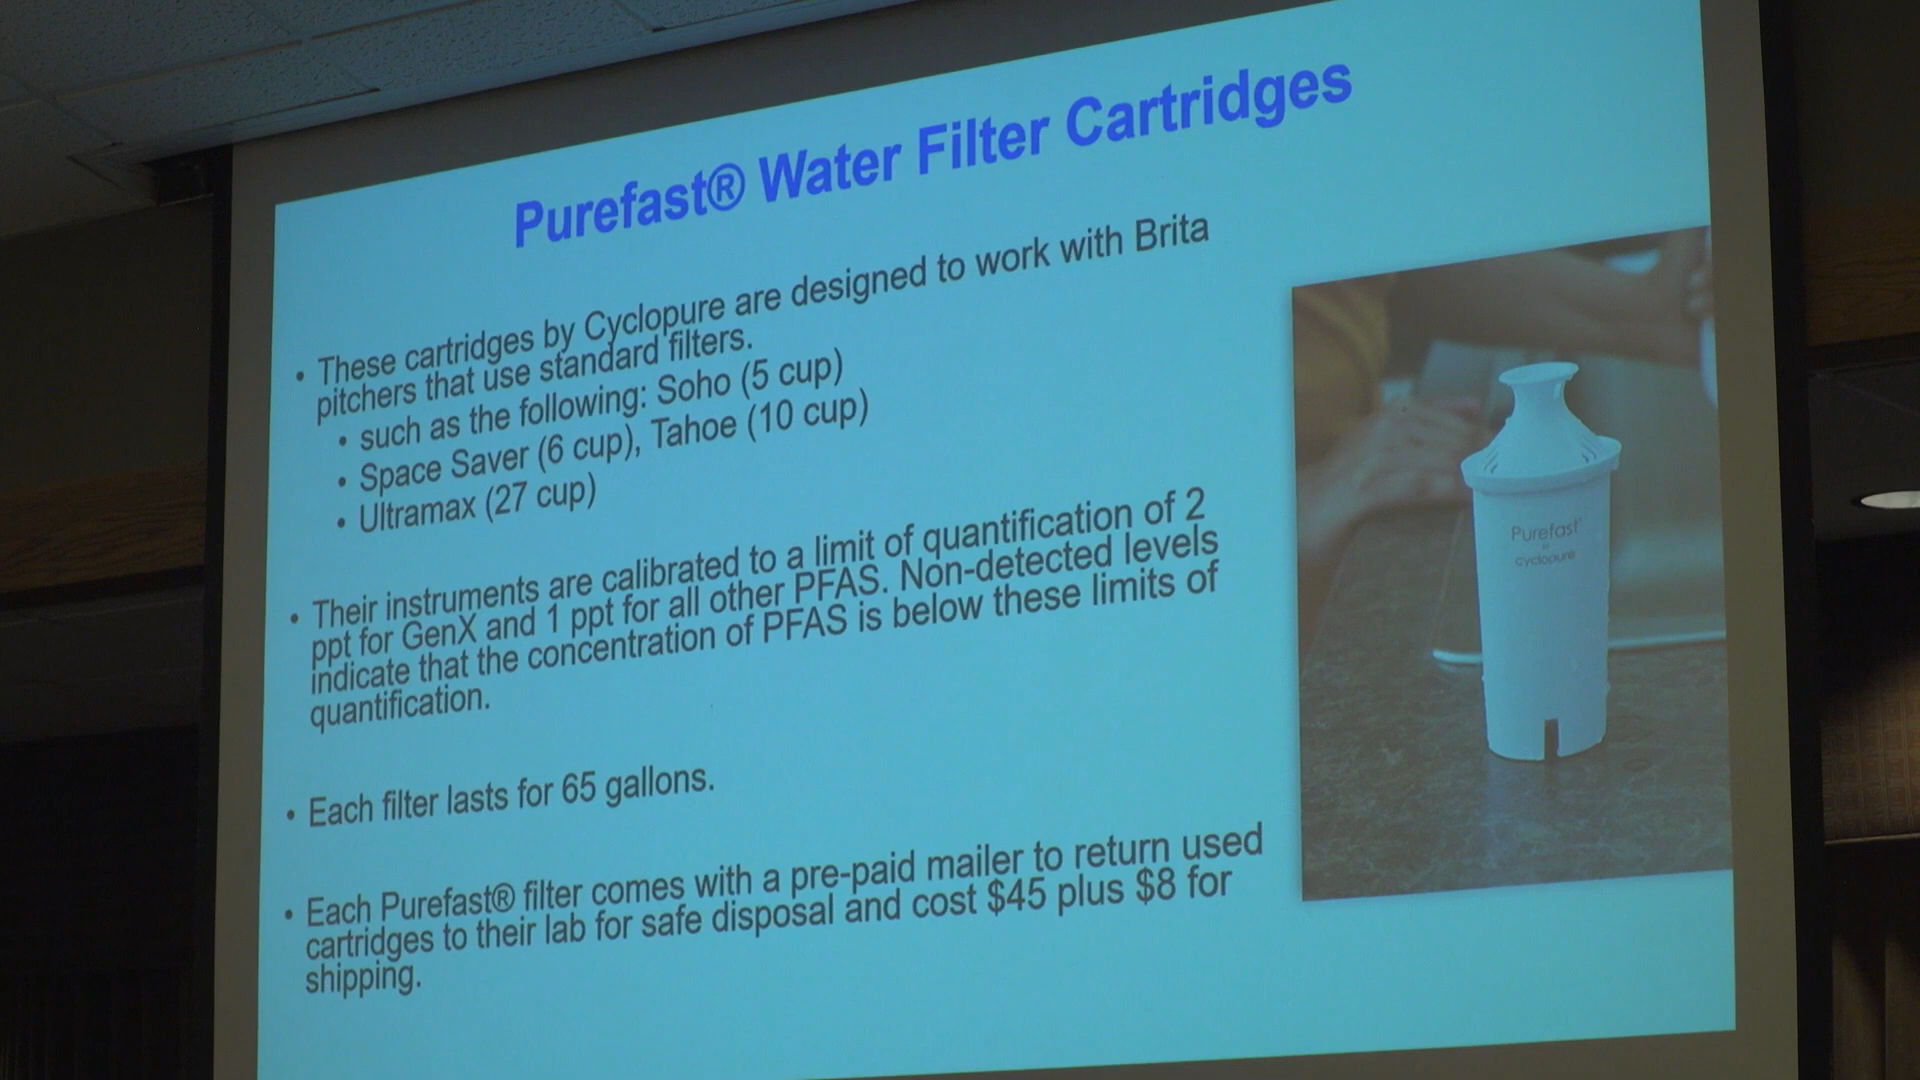 Purefast® Water Filter Cartridges
• These cartridges by Cyclopure are designed to work with Brita
pitchers that use standard filters.
• such as the following: Soho (5 cup)
• Space Saver (6 cup), Tahoe (10 cup)
• Ultramax (27 cup)
• Their instruments are calibrated to a limit of quantification of 2
ppt for GenX and 1 ppt for all other PFAS. Non-detected levels
indicate that the concentration of PFAS is below these limits of
quantification.
• Each filter lasts for 65 gallons.
• Each Purefast® filter comes with a pre-paid mailer to return used
cartridges to their lab for safe disposal and cost $45 plus $8 for
shipping.
Purefast
cyclopure